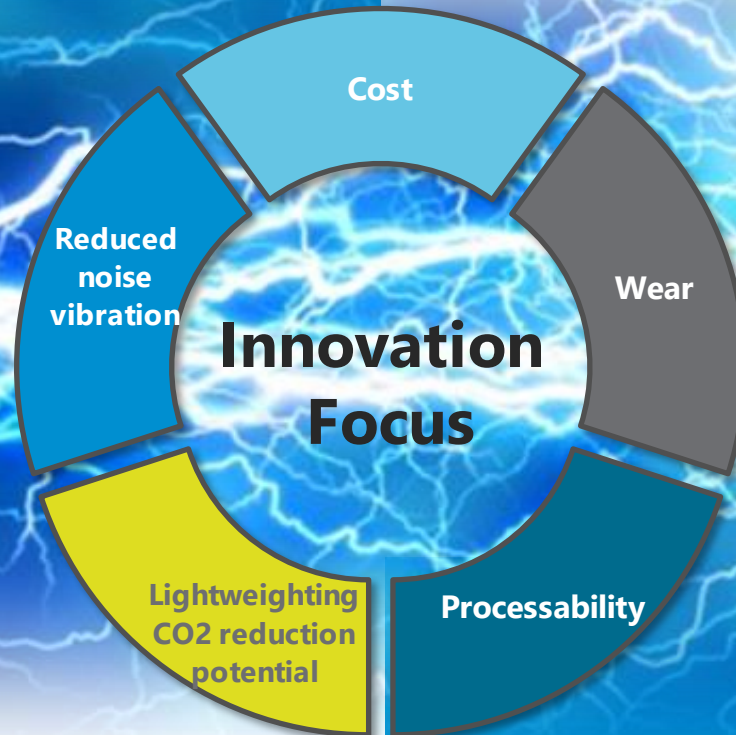 Cost
Reduced
noise
vibration
Wear
Innovation
Focus
Lightweighting
CO2 reduction
potential
Processability